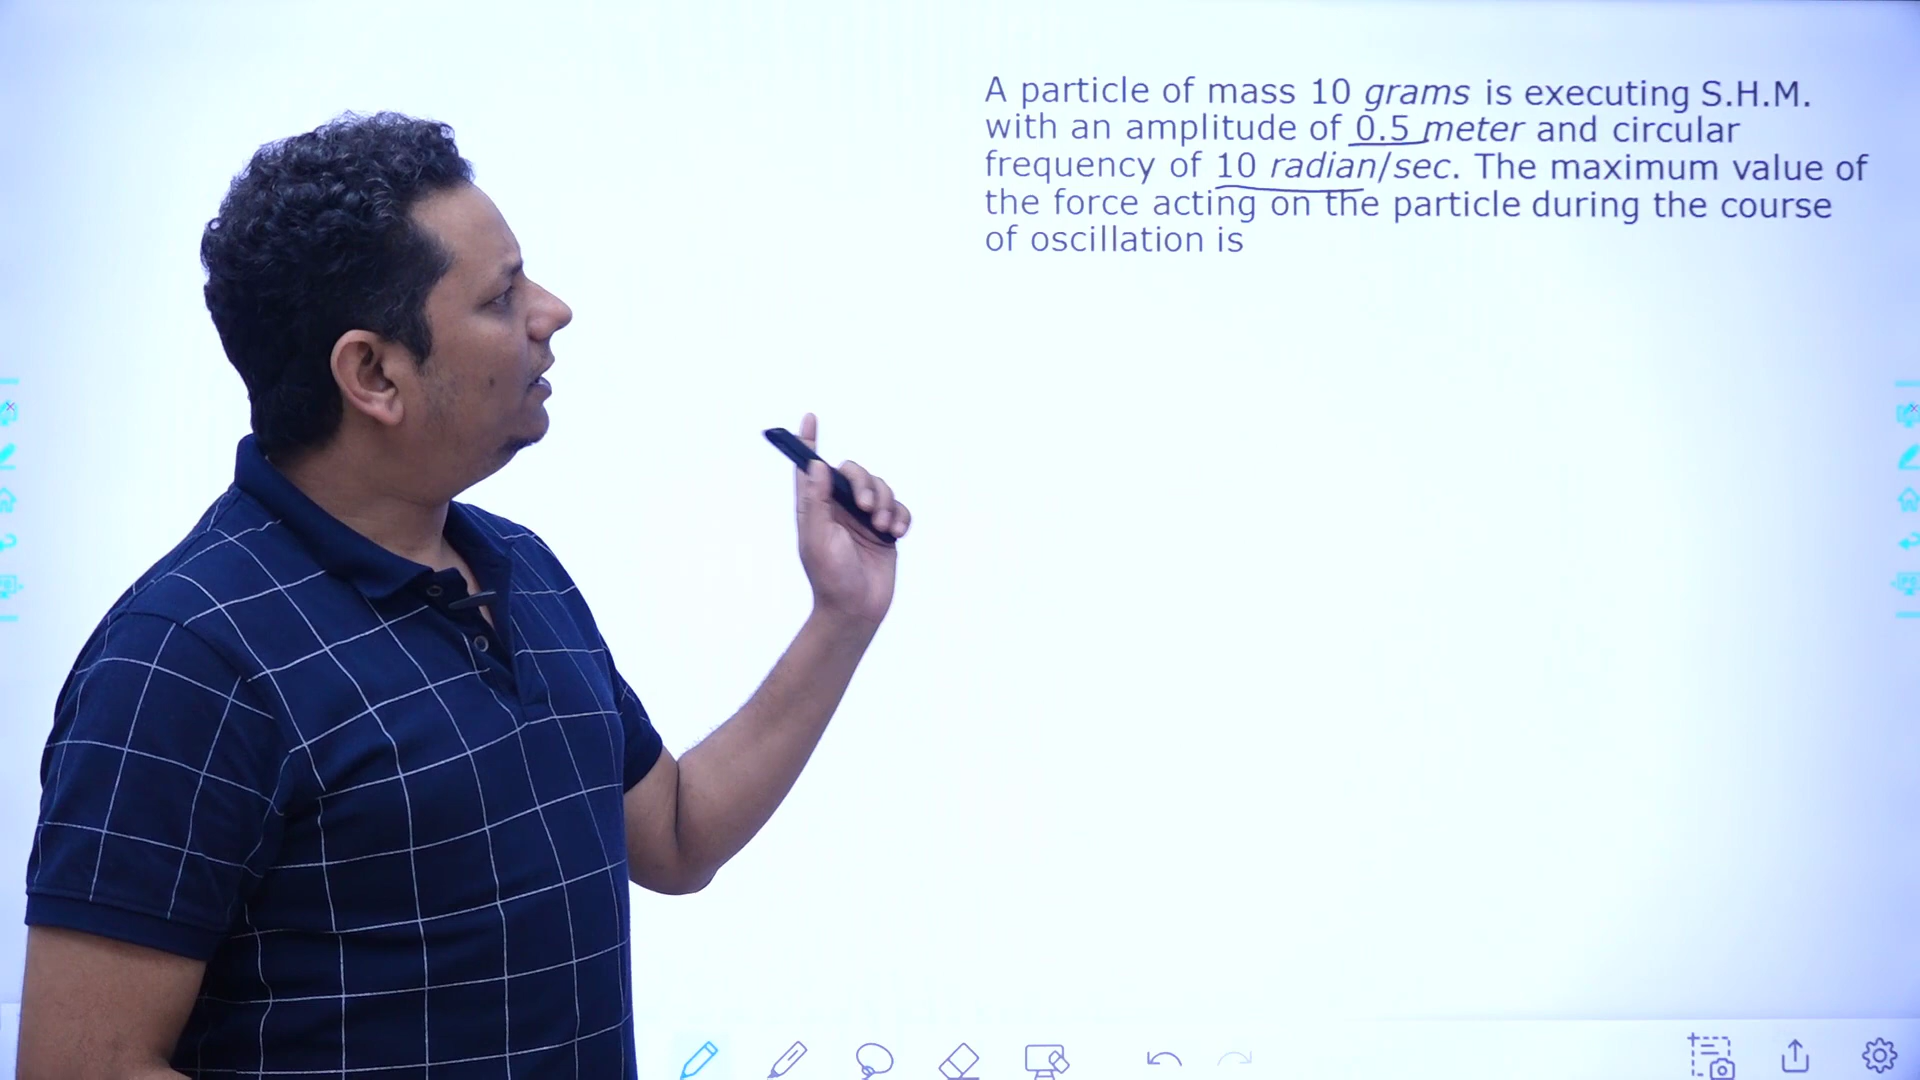 A particle of mass 10 grams is executing S.H.M.
with an amplitude of 0.5 meter and circular
frequency of 10 radian/sec. The maximum value of
the force acting on the particle during the course
of oscillation is